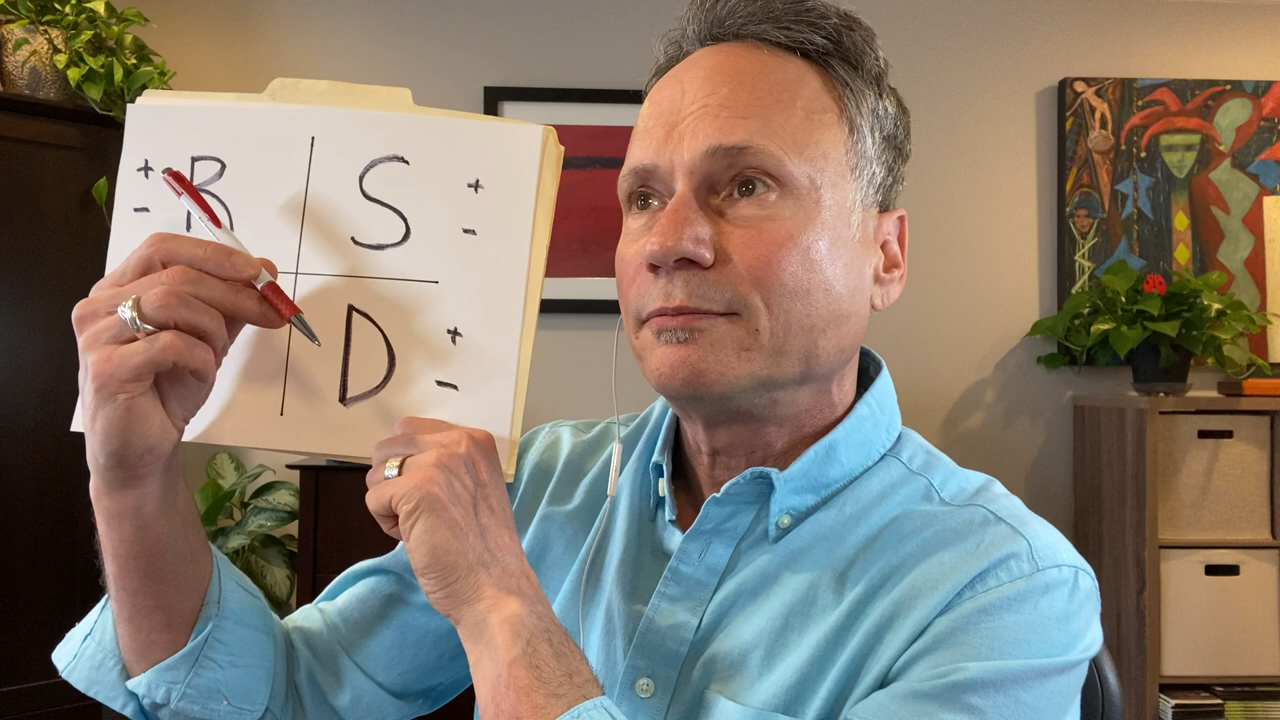 + R S +
- -
D +
-